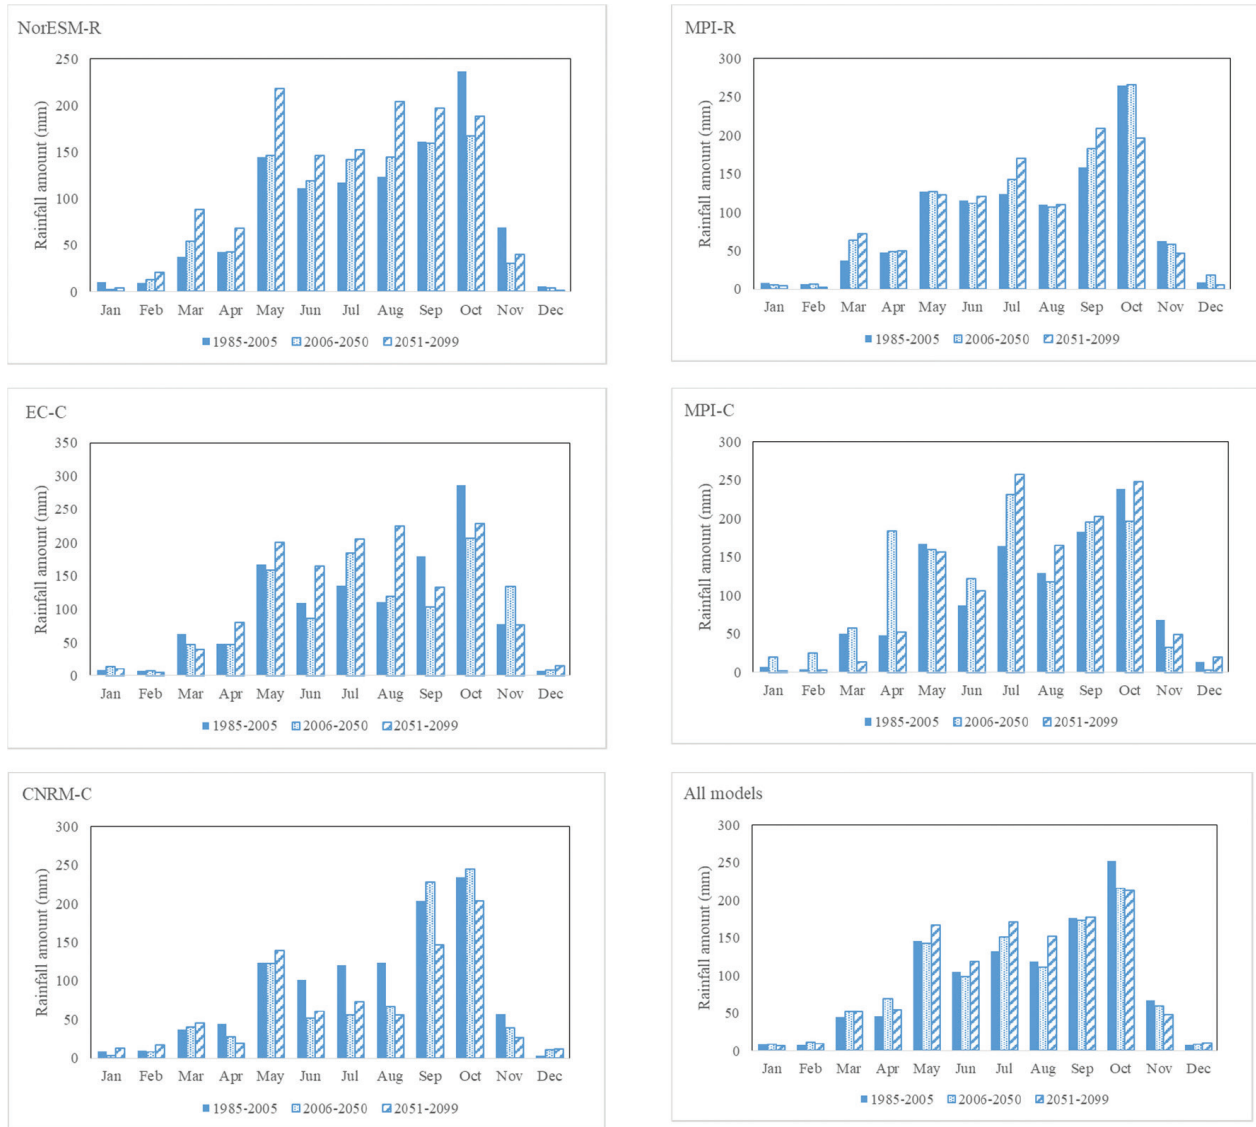 NorESM-R
250
200
150
100
50
0
Rainfall amount (mm)
Jan Feb Mar Apr May Jun Jul Aug Sep Oct Nov Dec
1985-2005 2006-2050 2051-2099
MPI-R
300
250
200
150
100
50
0
Rainfall amount (mm)
Jan Feb Mar Apr May Jun Jul Aug Sep Oct Nov Dec
1985-2005 2006-2050 2051-2099
EC-C
350
300
250
200
150
100
50
0
Rainfall amount (mm)
Jan Feb Mar Apr May Jun Jul Aug Sep Oct Nov Dec
1985-2005 2006-2050 2051-2099
MPI-C
300
250
200
150
100
50
0
Rainfall amount (mm)
Jan Feb Mar Apr May Jun Jul Aug Sep Oct Nov Dec
1985-2005 2006-2050 2051-2099
CNRM-C
300
250
200
150
100
50
0
Rainfall amount (mm)
Jan Feb Mar Apr May Jun Jul Aug Sep Oct Nov Dec
1985-2005 2006-2050 2051-2099
All models
300
250
200
150
100
50
0
Rainfall amount (mm)
Jan Feb Mar Apr May Jun Jul Aug Sep Oct Nov Dec
1985-2005 2006-2050 2051-2099